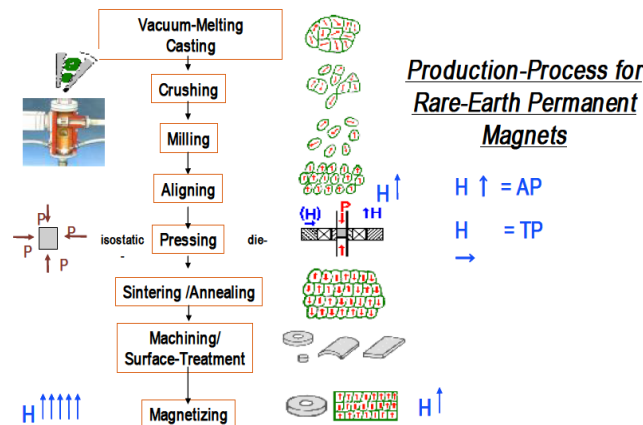 Vacuum-Melting
Casting
Crushing
Milling
Aligning
Pressing
Sintering /Annealing
Machining/
Surface-Treatment
Magnetizing
Production-Process for
Rare-Earth Permanent
Magnets
H ↑
H ↑ = AP
H = TP
→
P
P
P
P
isostatic
-
die-
(H)
P
↑H
H ↑↑↑↑↑
H ↑